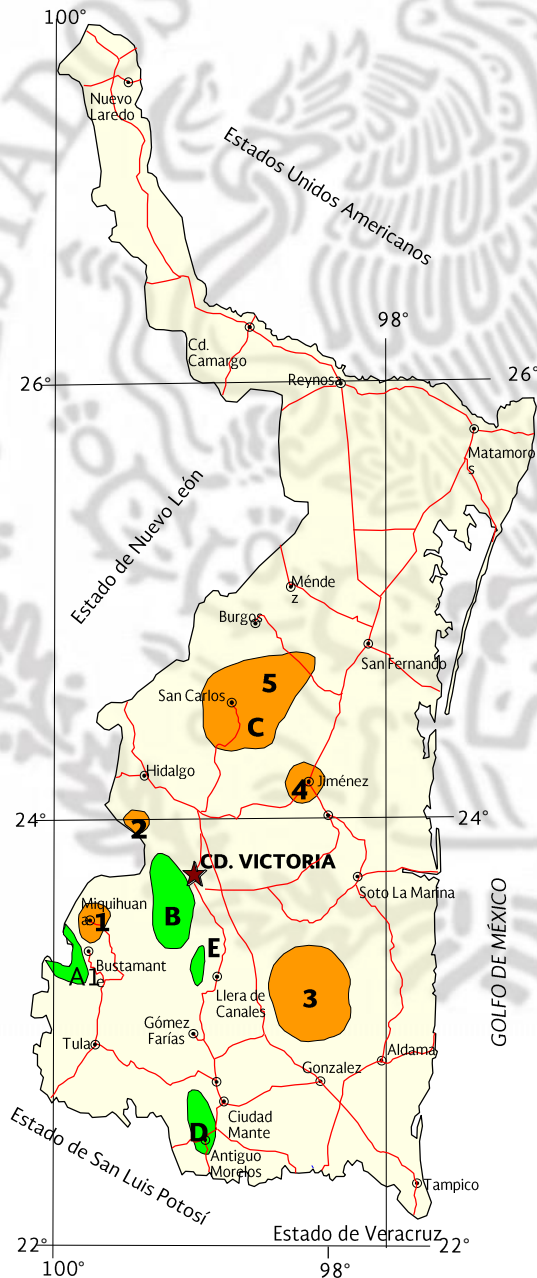 100°
Nuevo
Laredo
Estados Unidos Americanos
98°
Cd.
Camargo
26°
Reynosa
26°
Matamoro
s
Estado de Nuevo León
Ménde
z
Burgos
San Fernando
5
San Carlos
C
Hidalgo
4
Jiménez
24°
2
24°
CD. VICTORIA
Soto La Marina
Miquihuan
a
1
B
GOLFO DE MÉXICO
E
A1
Bustamant
e
Llera de
Canales
3
Gómez
Farías
Tula
Aldama
Gonzalez
Ciudad
Mante
D
Antiguo
Morelos
Estado de San Luis Potosí
Tampico
Estado de Veracruz
22°
22°
100°
98°